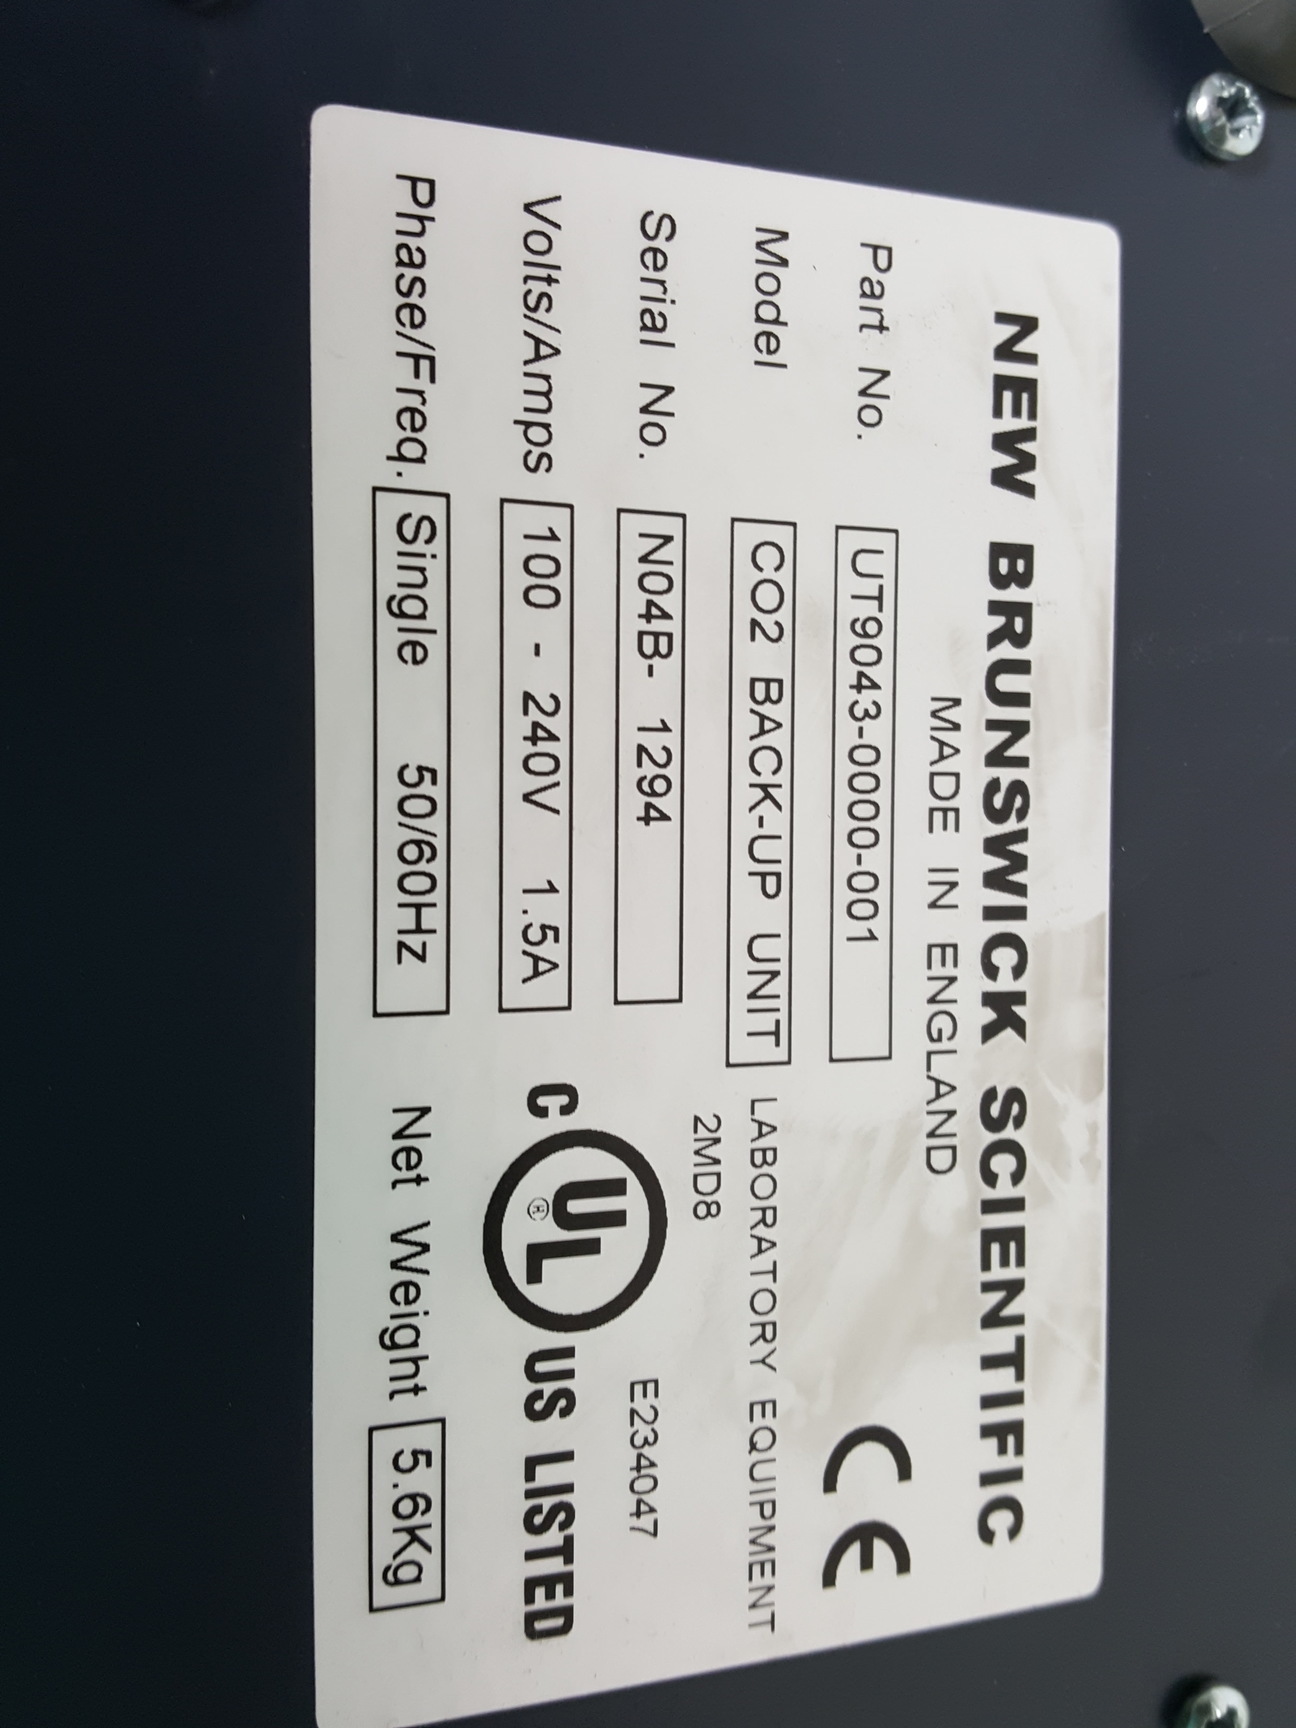 NEW BRUNSWICK SCIENTIFIC
MADE IN ENGLAND
Part No. UT9043-0000-001 CE
Model CO2 BACK-UP UNIT LABORATORY EQUIPMENT
2MD8
Serial No. N04B- 1294 E234047
Volts/Amps 100 - 240V 1.5A C UL ® US LISTED
Phase/Freq. Single 50/60Hz Net Weight 5.6Kg